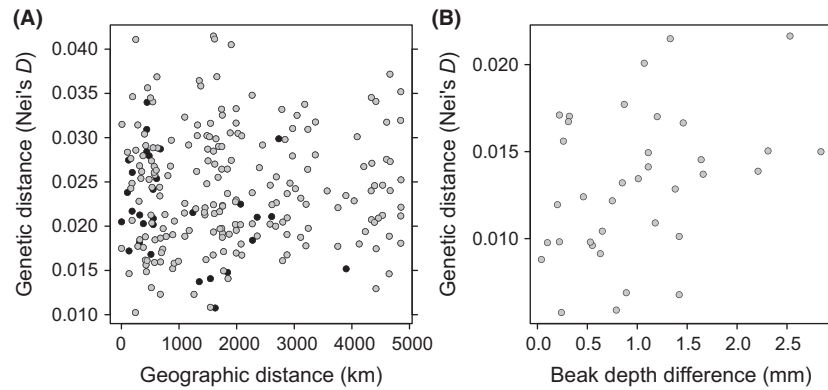 (A)
(B)
Genetic distance (Nei's D)
0.040
0.035
0.030
0.025
0.020
0.015
0.010
0 1000 2000 3000 4000 5000
Geographic distance (km)
Genetic distance (Nei's D)
0.020
0.015
0.010
0.0 0.5 1.0 1.5 2.0 2.5
Beak depth difference (mm)